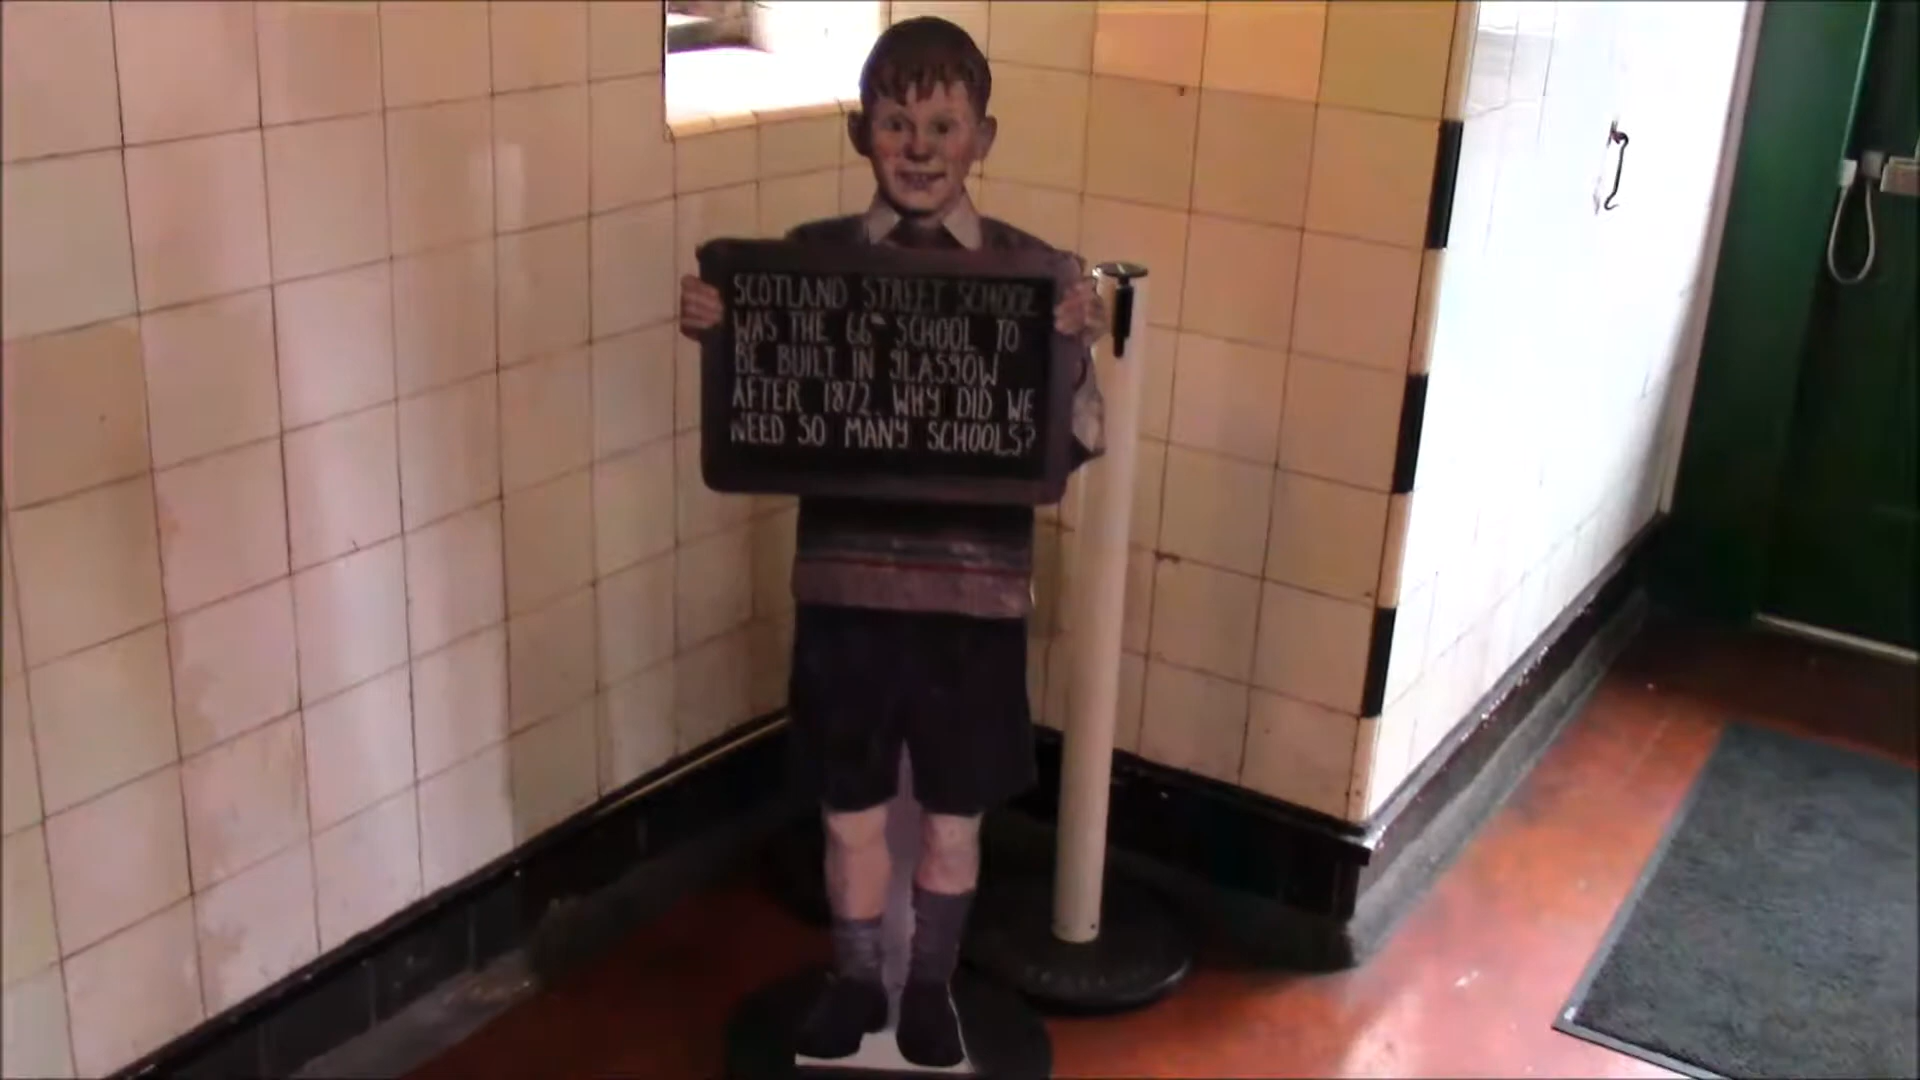 SCOTLAND STREET SCHOOL
WAS THE 66th SCHOOL TO
BE BUILT IN GLASGOW
AFTER 1872. WHY DID WE
NEED SO MANY SCHOOLS?